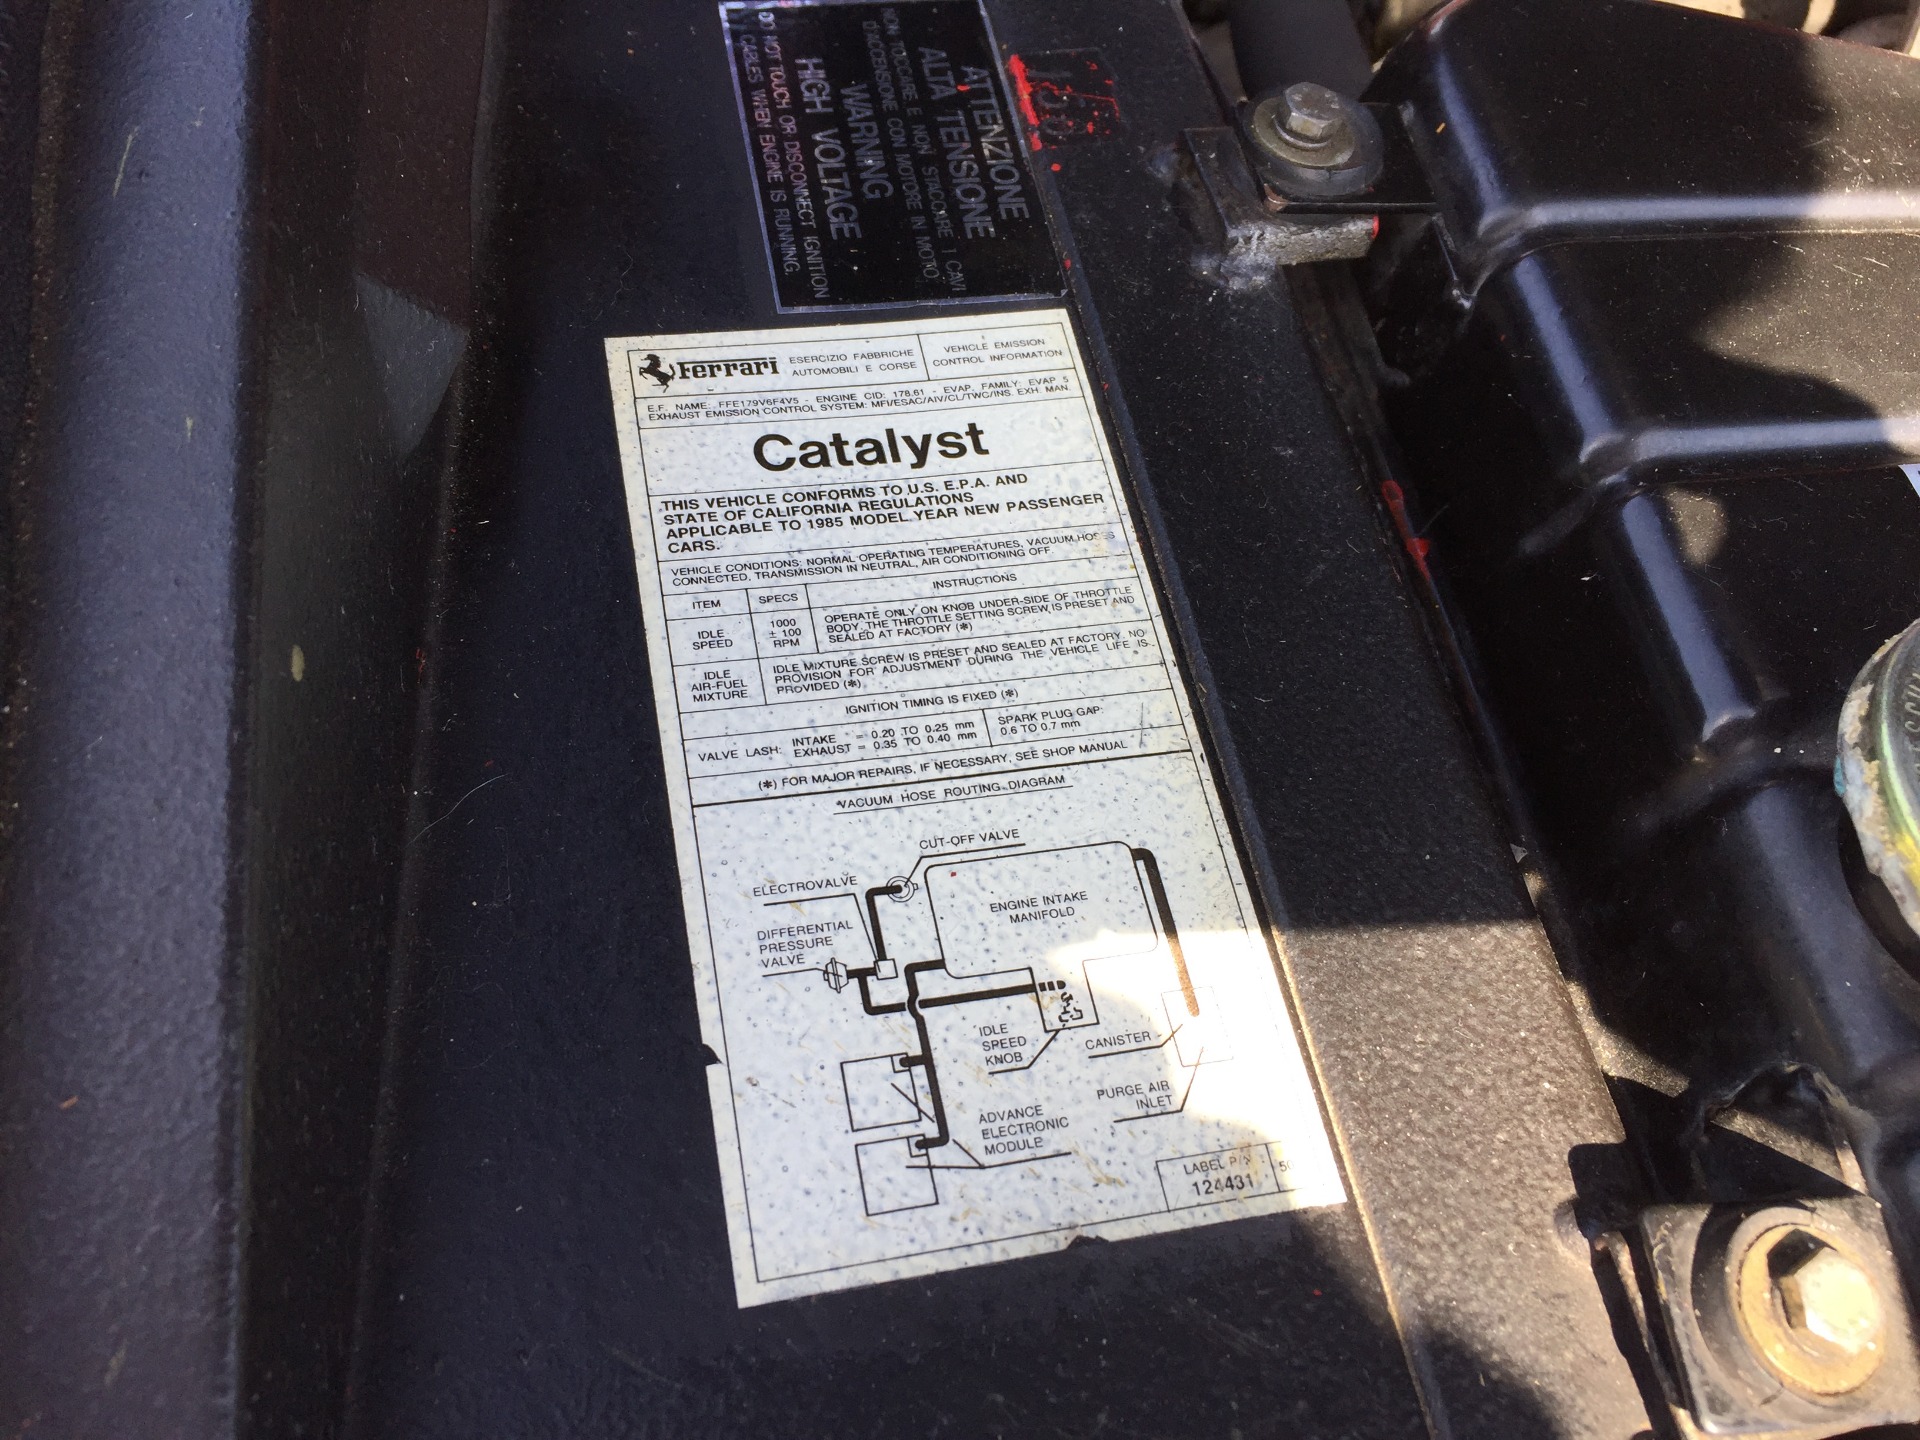 ATTENZIONE
ALTA TENSIONE
NON TOCCARE E NON STACCARE I CAVI
D'ACCENSIONE CON MOTORE IN MOTO
WARNING
HIGH VOLTAGE
DO NOT TOUCH OR DISCONNECT IGNITION
CABLES WHEN ENGINE IS RUNNING
Ferrari
ESERCIZIO FABBRICHE
AUTOMOBILI E CORSE
VEHICLE EMISSION
CONTROL INFORMATION
E.F. NAME: FFE179V6F4V5 - ENGINE CID: 178.61 - EVAP. FAMILY: EVAP 5
EXHAUST EMISSION CONTROL SYSTEM: MFI/ESAC/AIV/CL/TWC/INS. EXH. MAN.
Catalyst
THIS VEHICLE CONFORMS TO U.S. E.P.A. AND
STATE OF CALIFORNIA REGULATIONS
APPLICABLE TO 1985 MODEL YEAR NEW PASSENGER
CARS.
VEHICLE CONDITIONS: NORMAL OPERATING TEMPERATURES, VACUUM HOSES
CONNECTED, TRANSMISSION IN NEUTRAL, AIR CONDITIONING OFF.
ITEM
SPECS
INSTRUCTIONS
IDLE
SPEED
1000
± 100
RPM
OPERATE ONLY ON KNOB UNDER-SIDE OF THROTTLE
BODY. THE THROTTLE SETTING SCREW IS PRESET AND
SEALED AT FACTORY (*)
IDLE
AIR-FUEL
MIXTURE
IDLE MIXTURE SCREW IS PRESET AND SEALED AT FACTORY. NO
PROVISION FOR ADJUSTMENT DURING THE VEHICLE LIFE IS
PROVIDED (*)
IGNITION TIMING IS FIXED (*)
VALVE LASH:
INTAKE = 0.20 TO 0.25 mm
EXHAUST = 0.35 TO 0.40 mm
SPARK PLUG GAP:
0.6 TO 0.7 mm
(*) FOR MAJOR REPAIRS, IF NECESSARY, SEE SHOP MANUAL
VACUUM HOSE ROUTING DIAGRAM
CUT-OFF VALVE
ELECTROVALVE
ENGINE INTAKE
MANIFOLD
DIFFERENTIAL
PRESSURE
VALVE
IDLE
SPEED
KNOB
CANISTER
PURGE AIR
INLET
ADVANCE
ELECTRONIC
MODULE
LABEL P/N
124431